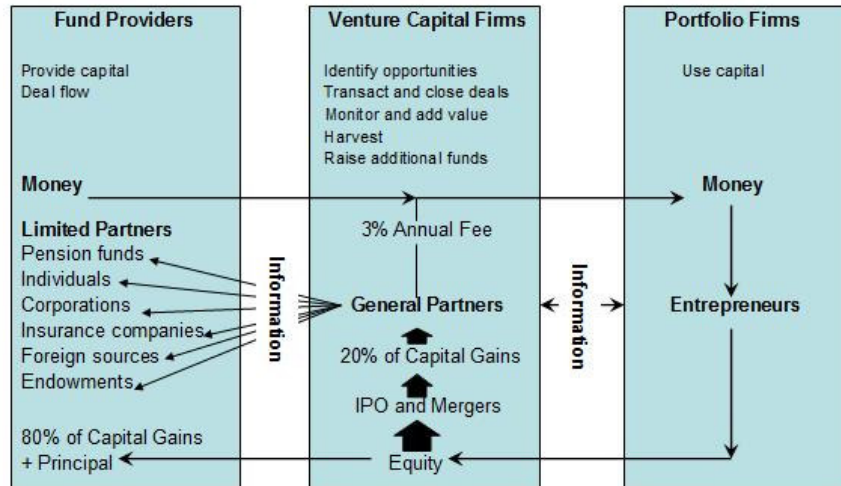 Fund Providers
Provide capital
Deal flow
Money
Limited Partners
Pension funds
Individuals
Corporations
Insurance companies
Foreign sources
Endowments
80% of Capital Gains
+ Principal
Information
Venture Capital Firms
Identify opportunities
Transact and close deals
Monitor and add value
Harvest
Raise additional funds
3% Annual Fee
General Partners
20% of Capital Gains
IPO and Mergers
Equity
Information
Portfolio Firms
Use capital
Money
Entrepreneurs